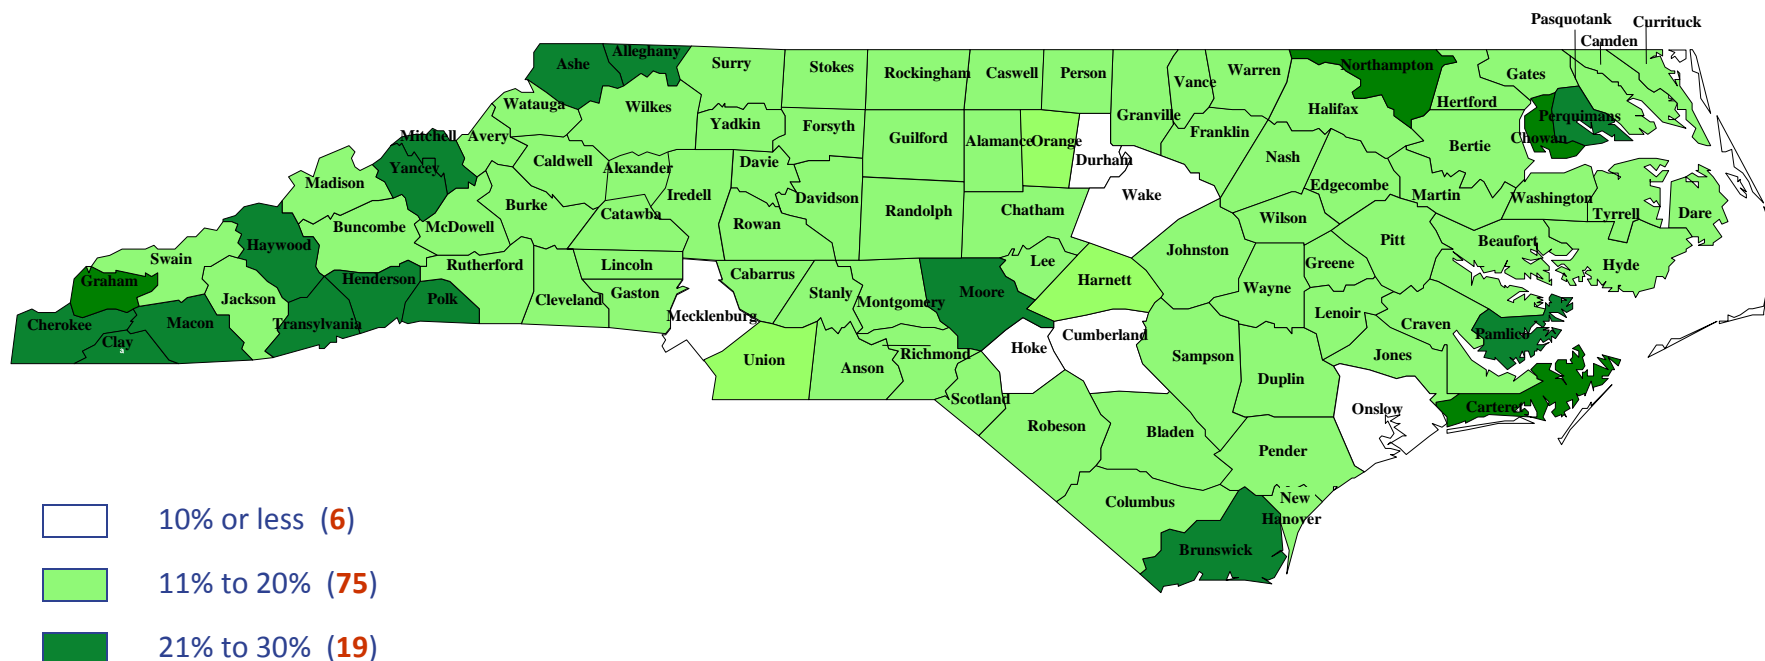 Pasquotank
Currituck
Camden
Alleghany
Ashe
Surry
Stokes
Rockingham
Caswell
Person
Vance
Warren
Northampton
Gates
Hertford
Halifax
Granville
Watauga
Wilkes
Yadkin
Forsyth
Guilford
Alamance
Orange
Durham
Franklin
Perquimans
Chowan
Mitchell
Avery
Yancey
Caldwell
Alexander
Davie
Nash
Bertie
Madison
Iredell
Davidson
Wake
Edgecombe
Martin
Washington
Tyrrell
Dare
Burke
Catawba
Rowan
Randolph
Chatham
Wilson
Buncombe
McDowell
Haywood
Swain
Pitt
Beaufort
Johnston
Greene
Hyde
Graham
Henderson
Rutherford
Lincoln
Cabarrus
Lee
Harnett
Wayne
Jackson
Polk
Cleveland
Gaston
Stanly
Montgomery
Moore
Cherokee
Macon
Transylvania
Mecklenburg
Lenoir
Craven
Pamlico
Clay
a
Union
Anson
Richmond
Hoke
Cumberland
Sampson
Duplin
Jones
Scotland
Onslow
Carteret
Robeson
Bladen
Pender
Columbus
New
Hanover
Brunswick
10% or less (6)
11% to 20% (75)
21% to 30% (19)